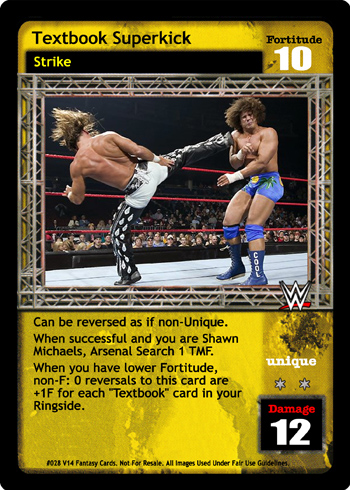 Textbook Superkick
Fortitude
10
Strike
COOL
W
Can be reversed as if non-Unique.
When successful and you are Shawn
Michaels, Arsenal Search 1 TMF.
When you have lower Fortitude,
non-F: 0 reversals to this card are
+1F for each "Textbook" card in your
Ringside.
unique
Damage
12
#028 V14 Fantasy Cards. Not For Resale. All Images Used Under Fair Use Guidelines.